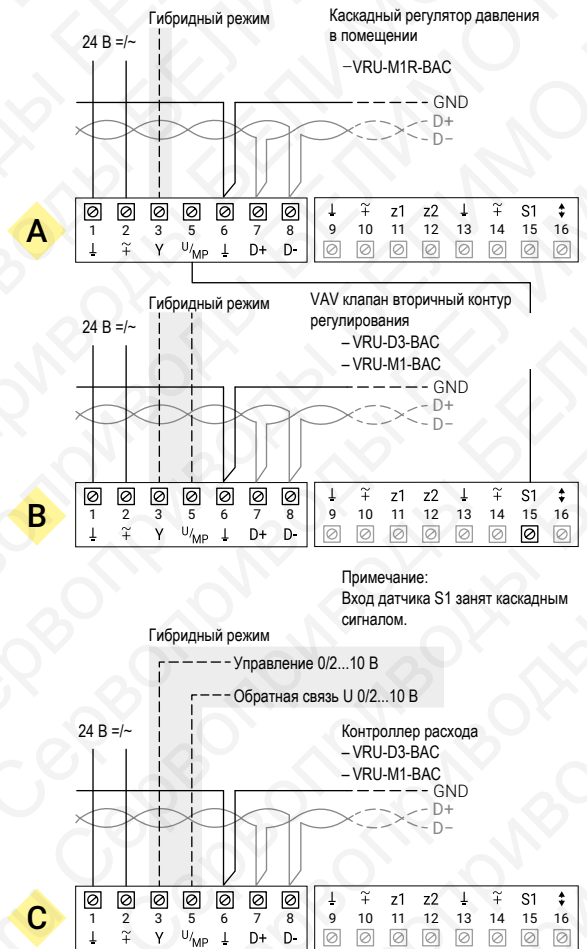 Гибридный режим
Каскадный регулятор давления
в помещении
24 В =/~
–VRU-M1R-BAC
GND
D+
D–
A
1 2 3 5 6 7 8
⏚ ~̄ Y U/MP ⏚ D+ D-
⏚ ~̄ z1 z2 ⏚ ~̄ S1
9 10 11 12 13 14 15 16
Гибридный режим
VAV клапан вторичный контур
регулирования
24 В =/~
– VRU-D3-BAC
– VRU-M1-BAC
GND
D+
D–
B
1 2 3 5 6 7 8
⏚ ~̄ Y U/MP ⏚ D+ D-
⏚ ~̄ z1 z2 ⏚ ~̄ S1
9 10 11 12 13 14 15 16
Примечание:
Вход датчика S1 занят каскадным
сигналом.
Гибридный режим
Управление 0/2...10 В
Обратная связь U 0/2...10 В
24 В =/~
Контроллер расхода
– VRU-D3-BAC
– VRU-M1-BAC
GND
D+
D–
C
1 2 3 5 6 7 8
⏚ ~̄ Y U/MP ⏚ D+ D-
⏚ ~̄ z1 z2 ⏚ ~̄ S1
9 10 11 12 13 14 15 16